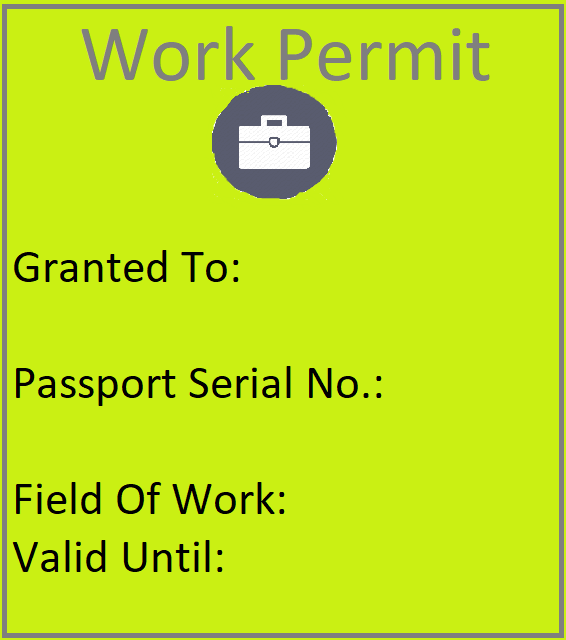 Work Permit
Granted To:
Passport Serial No.:
Field Of Work:
Valid Until: